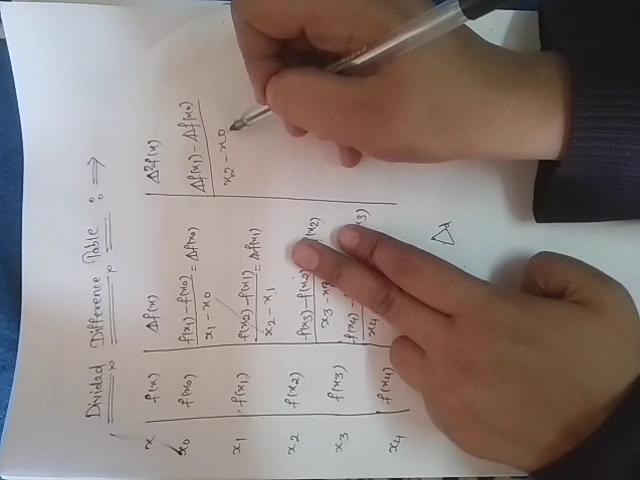 Divided Difference Table : ⇒
x f(x) Δf(x) Δ²f(x)
x0 f(x0) f(x1) - f(x0) / x1 - x0 = Δf(x0) Δf(x1) - Δf(x0) / x2 - x0
x1 f(x1) f(x2) - f(x1) / x2 - x1 = Δf(x1)
x2 f(x2) f(x3) - f(x2) / x3 - x2
x3 f(x3) f(x4) - / x4
x4 f(x4)